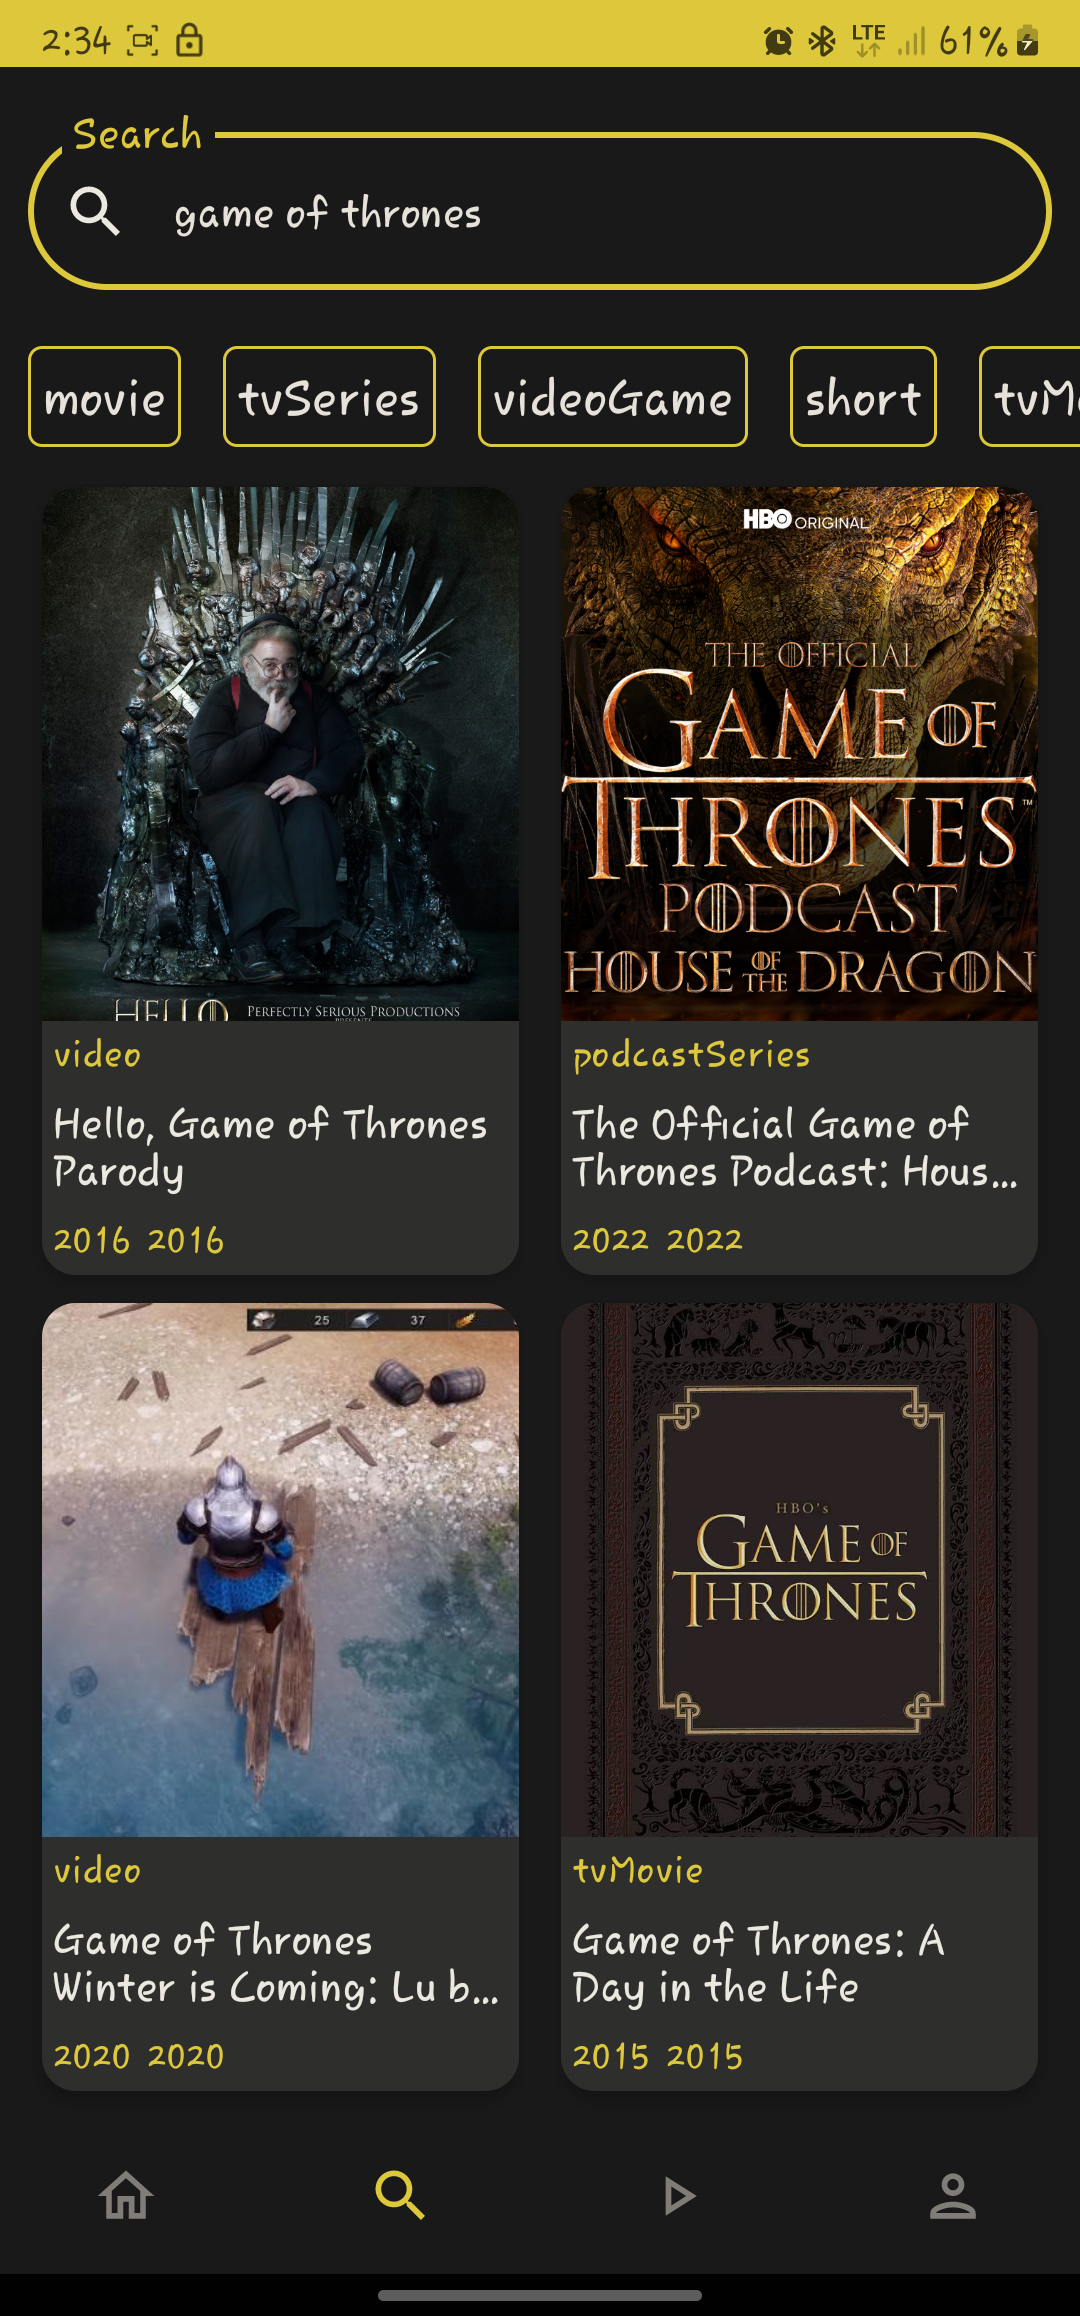 2:34
LTE
61%
Search
game of thrones
movie
tvSeries
videoGame
short
HBO ORIGINAL
THE OFFICIAL
GAME OF
THRONES™
PODCAST
HOUSE OF THE DRAGON
HELLO
PERFECTLY SERIOUS PRODUCTIONS
PRESENTS
video
Hello, Game of Thrones
Parody
2016 2016
podcastSeries
The Official Game of
Thrones Podcast: Hous...
2022 2022
25
37
HBO's
GAME OF
THRONES
video
Game of Thrones
Winter is Coming: Lu b...
2020 2020
tvMovie
Game of Thrones: A
Day in the Life
2015 2015